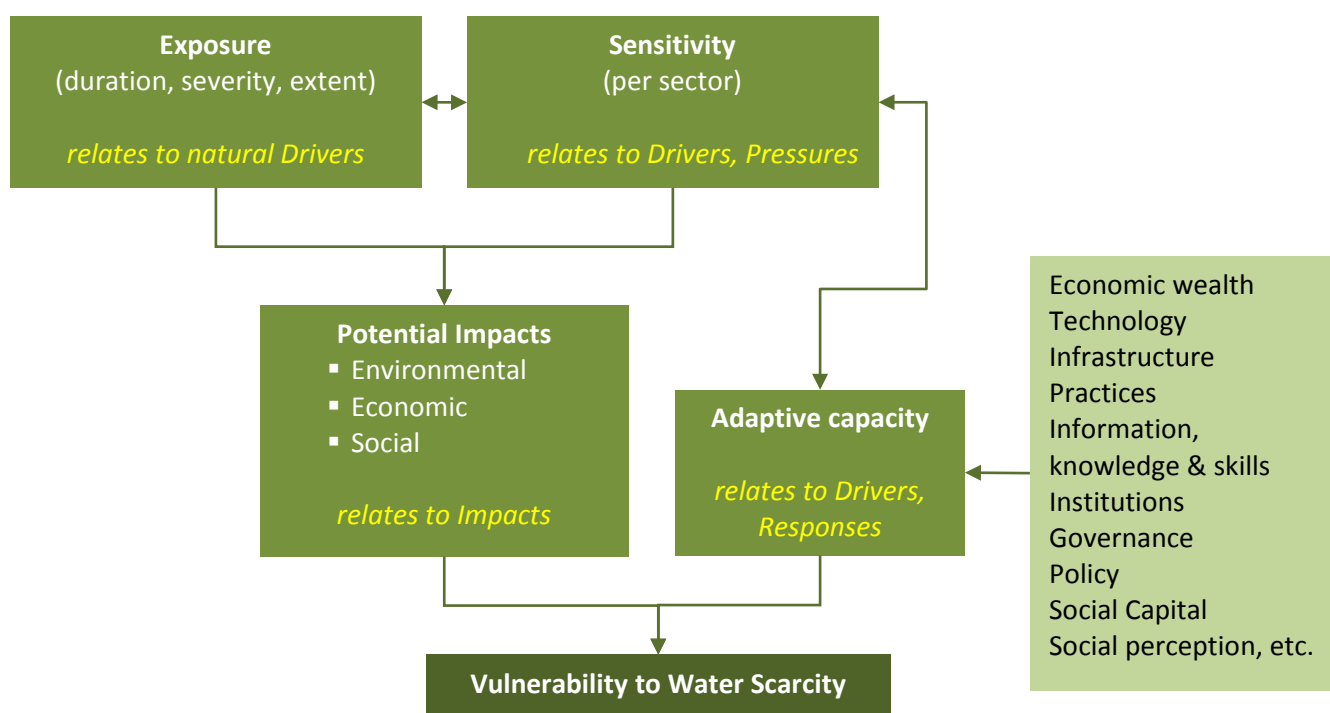 Exposure
(duration, severity, extent)
relates to natural Drivers
Sensitivity
(per sector)
relates to Drivers, Pressures
Potential Impacts
▪ Environmental
▪ Economic
▪ Social
relates to Impacts
Adaptive capacity
relates to Drivers,
Responses
Economic wealth
Technology
Infrastructure
Practices
Information,
knowledge & skills
Institutions
Governance
Policy
Social Capital
Social perception, etc.
Vulnerability to Water Scarcity